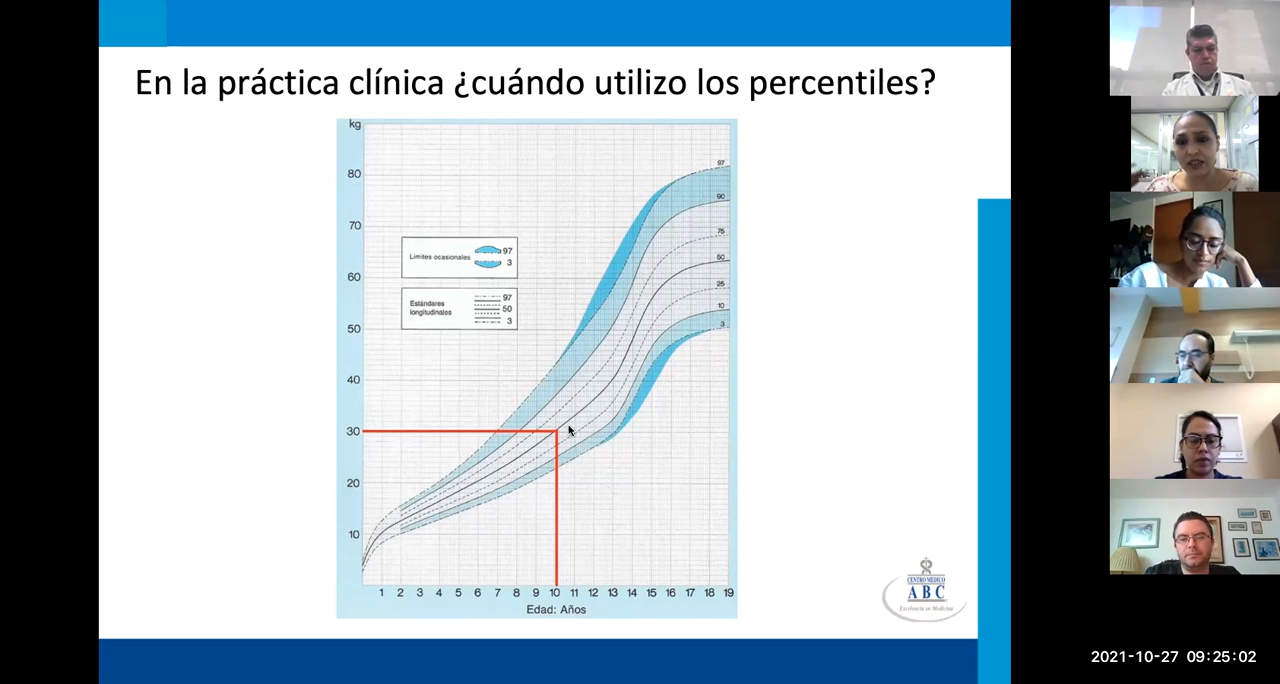 En la práctica clínica ¿cuándo utilizo los percentiles?
kg
80
70
60
50
40
30
20
10
97
90
75
50
25
10
3
Límites ocasionales
97
3
Estándares
longitudinales
97
50
3
1 2 3 4 5 6 7 8 9 10 11 12 13 14 15 16 17 18 19
Edad: Años
CENTRO MEDICO
ABC
Excelencia en Medicina
2021-10-27 09:25:02